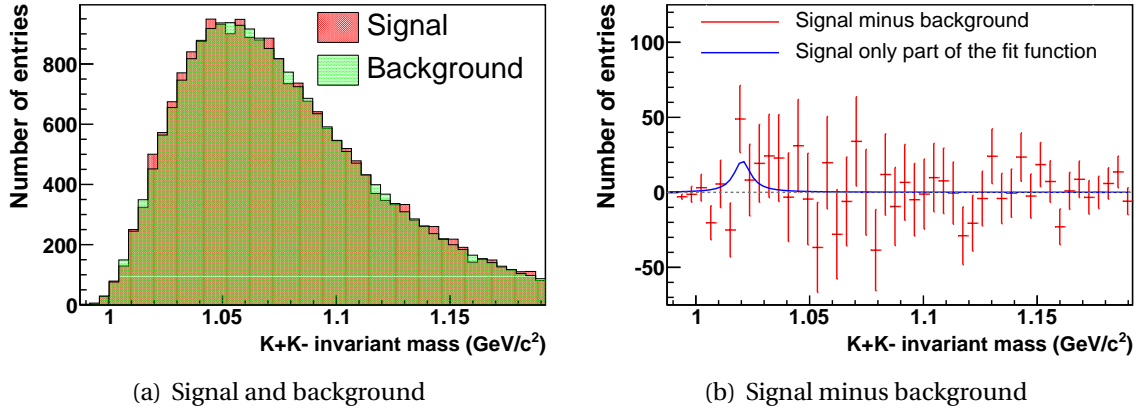 Number of entries
800
600
400
200
0
1
1.05
1.1
1.15
K+K- invariant mass (GeV/c²)
Signal
Background
(a) Signal and background
Number of entries
100
50
0
-50
1
1.05
1.1
1.15
K+K- invariant mass (GeV/c²)
Signal minus background
Signal only part of the fit function
(b) Signal minus background